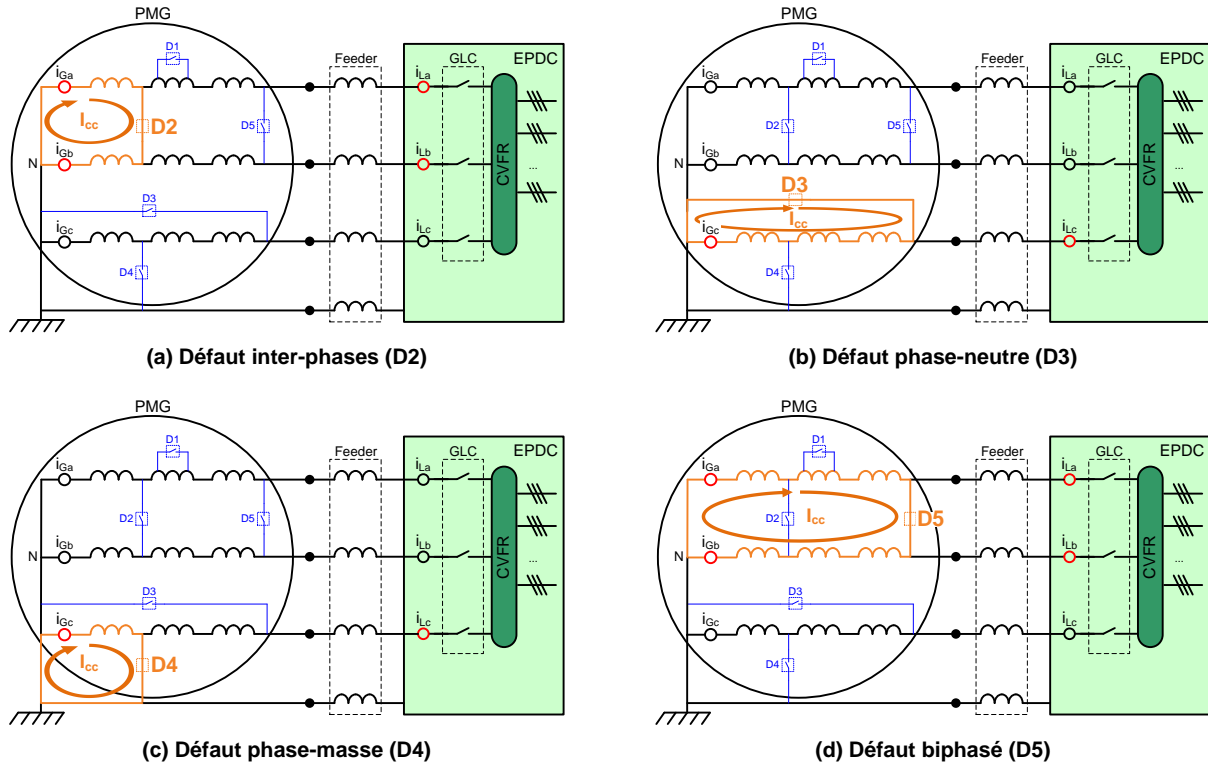 PMG
D1
Feeder
GLC
EPDC
iGa
iLa
Icc
D2
D5
N
iGb
iLb
CVFR
...
D3
iGc
iLc
D4
(a) Défaut inter-phases (D2)
PMG
D1
Feeder
GLC
EPDC
iGa
iLa
D2
D5
N
iGb
iLb
CVFR
...
D3
Icc
iGc
iLc
D4
(b) Défaut phase-neutre (D3)
PMG
D1
Feeder
GLC
EPDC
iGa
iLa
D2
D5
N
iGb
iLb
CVFR
...
D3
iGc
iLc
Icc
D4
(c) Défaut phase-masse (D4)
PMG
D1
Feeder
GLC
EPDC
iGa
iLa
D2
Icc
D5
N
iGb
iLb
CVFR
...
D3
iGc
iLc
D4
(d) Défaut biphasé (D5)